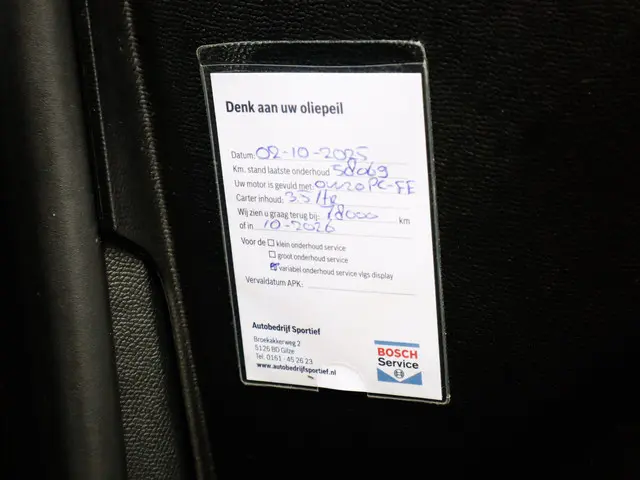 Denk aan uw oliepeil
Datum: 02-10-2025
Km. stand laatste onderhoud 58069
Uw motor is gevuld met 0W20PC-FE
Carter inhoud: 3.5 ltr
Wij zien u graag terug bij: 78000 km
of in 10-2026
Voor de ☐ klein onderhoud service
☐ groot onderhoud service
☒ variabel onderhoud service vlgs display
Vervaldatum APK:
Autobedrijf Sportief
Broekakkerweg 2
5126 BD Gilze
Tel. 0161 - 45 26 23
www.autobedrijfsportief.nl
BOSCH
Service